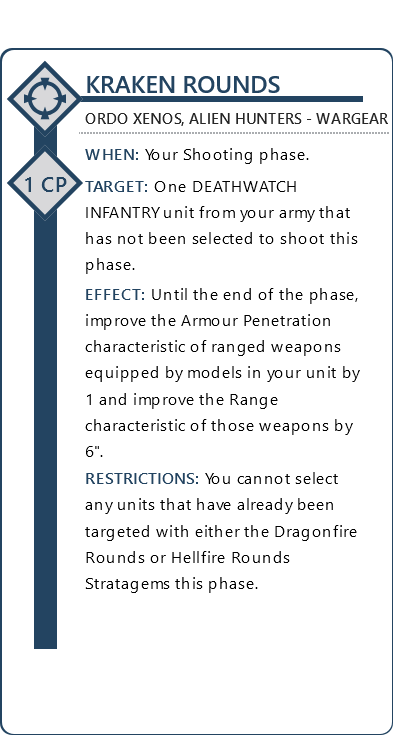 KRAKEN ROUNDS
ORDO XENOS, ALIEN HUNTERS - WARGEAR
1 CP
WHEN: Your Shooting phase.
TARGET: One DEATHWATCH
INFANTRY unit from your army that
has not been selected to shoot this
phase.
EFFECT: Until the end of the phase,
improve the Armour Penetration
characteristic of ranged weapons
equipped by models in your unit by
1 and improve the Range
characteristic of those weapons by
6".
RESTRICTIONS: You cannot select
any units that have already been
targeted with either the Dragonfire
Rounds or Hellfire Rounds
Stratagems this phase.